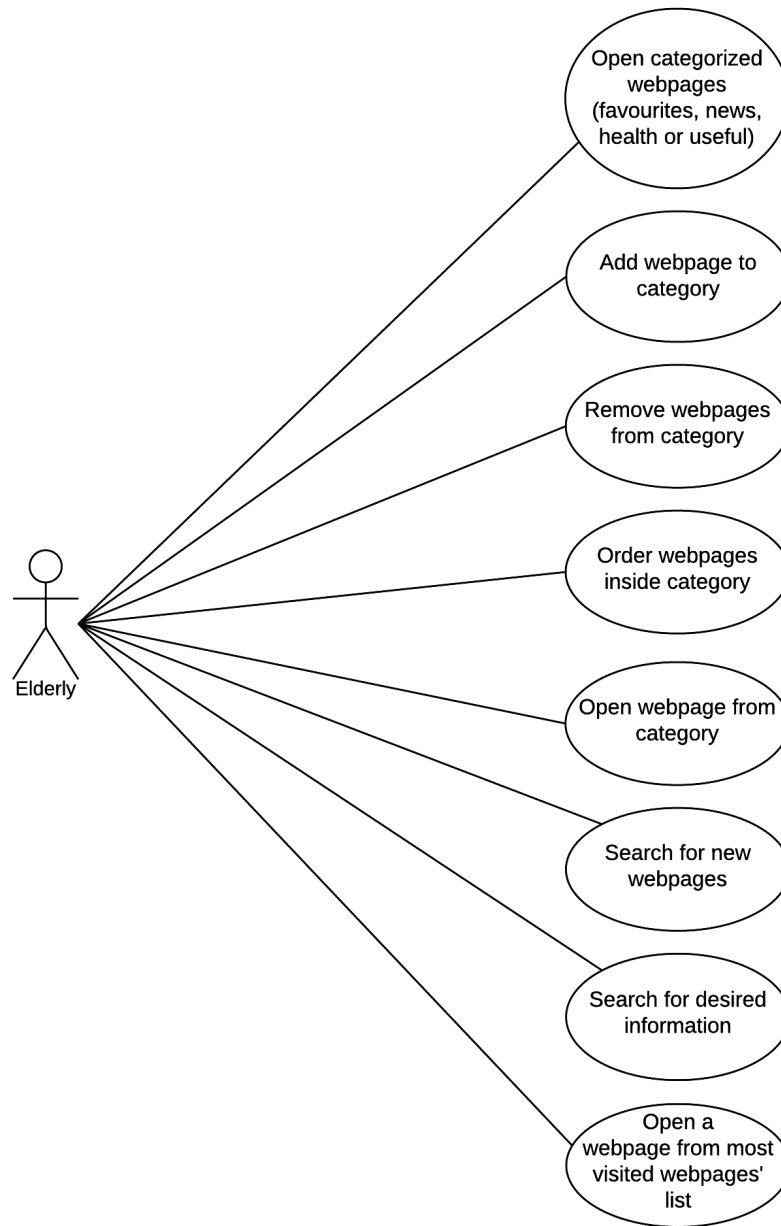 Open categorized
webpages
(favourites, news,
health or useful)
Add webpage to
category
Remove webpages
from category
Order webpages
inside category
Elderly
Open webpage from
category
Search for new
webpages
Search for desired
information
Open a
webpage from most
visited webpages'
list